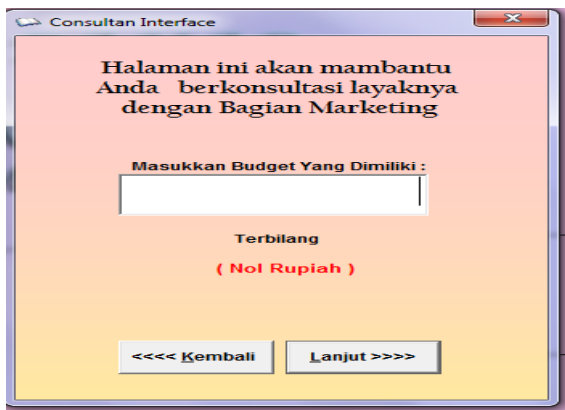 Consultan Interface
Halaman ini akan mambantu
Anda berkonsultasi layaknya
dengan Bagian Marketing
Masukkan Budget Yang Dimiliki :
Terbilang
( Nol Rupiah )
<<<< Kembali
Lanjut >>>>